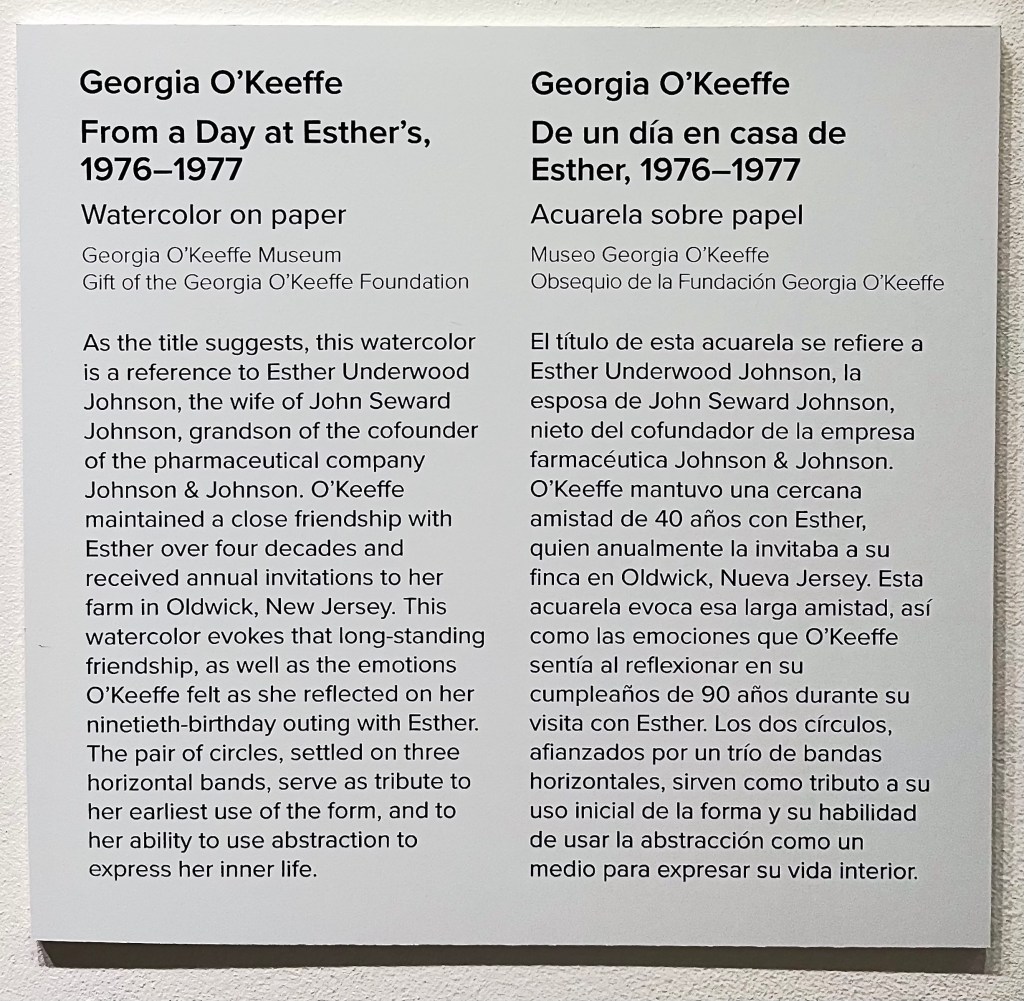 Georgia O’Keeffe
From a Day at Esther’s,
1976–1977
Watercolor on paper
Georgia O’Keeffe Museum
Gift of the Georgia O’Keeffe Foundation
As the title suggests, this watercolor
is a reference to Esther Underwood
Johnson, the wife of John Seward
Johnson, grandson of the cofounder
of the pharmaceutical company
Johnson & Johnson. O’Keeffe
maintained a close friendship with
Esther over four decades and
received annual invitations to her
farm in Oldwick, New Jersey. This
watercolor evokes that long-standing
friendship, as well as the emotions
O’Keeffe felt as she reflected on her
ninetieth-birthday outing with Esther.
The pair of circles, settled on three
horizontal bands, serve as tribute to
her earliest use of the form, and to
her ability to use abstraction to
express her inner life.
Georgia O’Keeffe
De un día en casa de
Esther, 1976–1977
Acuarela sobre papel
Museo Georgia O’Keeffe
Obsequio de la Fundación Georgia O’Keeffe
El título de esta acuarela se refiere a
Esther Underwood Johnson, la
esposa de John Seward Johnson,
nieto del cofundador de la empresa
farmacéutica Johnson & Johnson.
O’Keeffe mantuvo una cercana
amistad de 40 años con Esther,
quien anualmente la invitaba a su
finca en Oldwick, Nueva Jersey. Esta
acuarela evoca esa larga amistad, así
como las emociones que O’Keeffe
sentía al reflexionar en su
cumpleaños de 90 años durante su
visita con Esther. Los dos círculos,
afianzados por un trío de bandas
horizontales, sirven como tributo a su
uso inicial de la forma y su habilidad
de usar la abstracción como un
medio para expresar su vida interior.